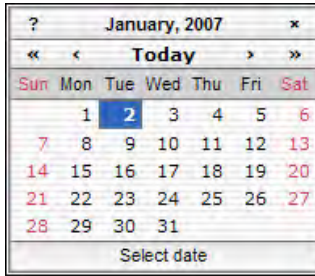 ? January, 2007 ×
« ‹ Today › »
Sun Mon Tue Wed Thu Fri Sat
1 2 3 4 5 6
7 8 9 10 11 12 13
14 15 16 17 18 19 20
21 22 23 24 25 26 27
28 29 30 31
Select date